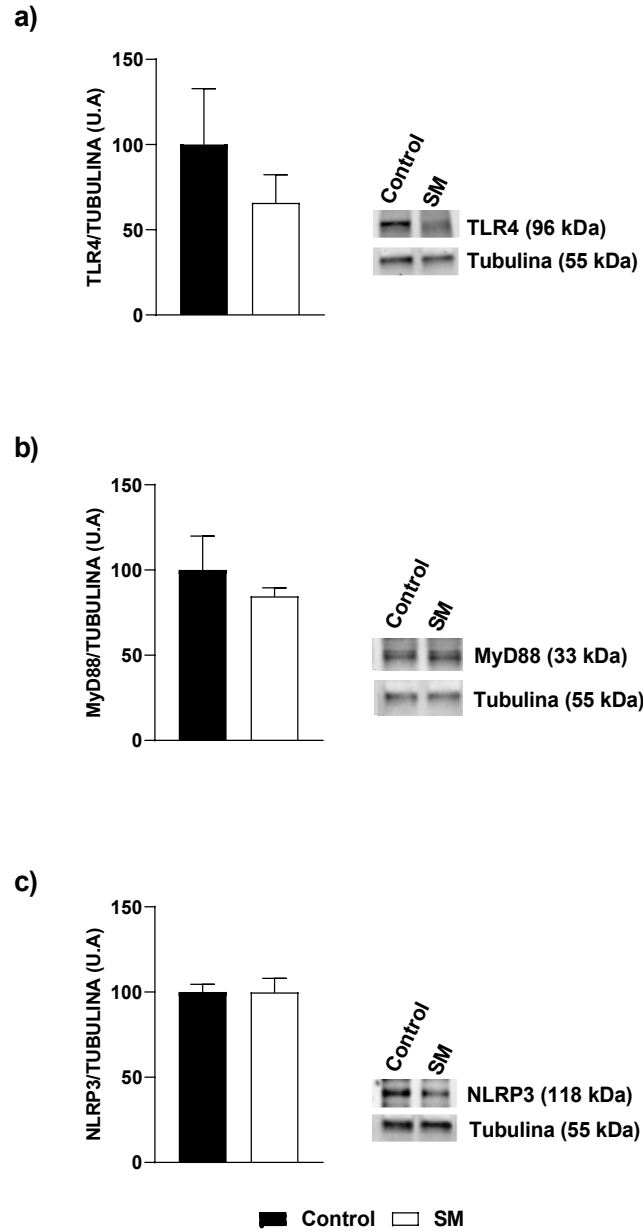 a)
TLR4/TUBULINA (U.A)
150
100
50
0
Control
SM
TLR4 (96 kDa)
Tubulina (55 kDa)
b)
MyD88/TUBULINA (U.A)
150
100
50
0
Control
SM
MyD88 (33 kDa)
Tubulina (55 kDa)
c)
NLRP3/TUBULINA (U.A)
150
100
50
0
Control
SM
NLRP3 (118 kDa)
Tubulina (55 kDa)
Control SM